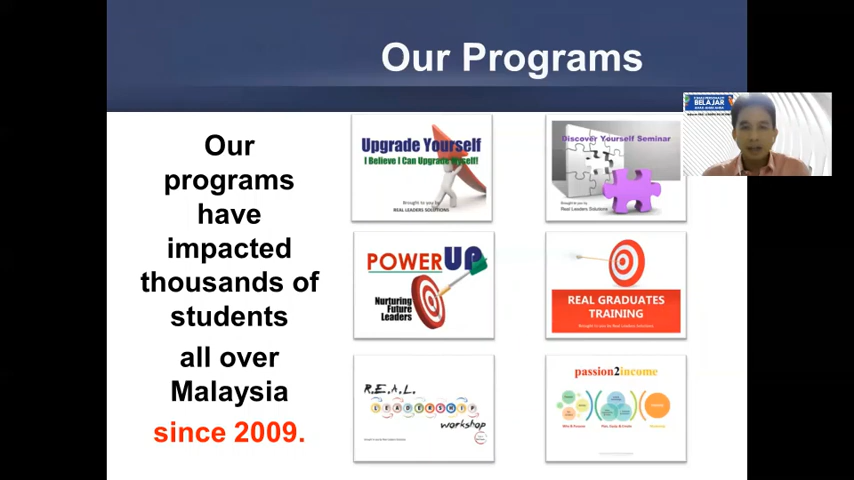 Our Programs
Our
programs
have
impacted
thousands of
students
all over
Malaysia
since 2009.
Upgrade Yourself
I Believe I Can Upgrade Myself!
Brought to you by
REAL LEADERS SOLUTIONS
Discover Yourself Seminar
Brought to you by
Real Leaders Solutions
POWERUP
Nurturing
Future
Leaders
REAL GRADUATES
TRAINING
Brought to you by Real Leaders Solutions
R.E.A.L.
LEADERSHIP
workshop
passion2income
BELAJAR